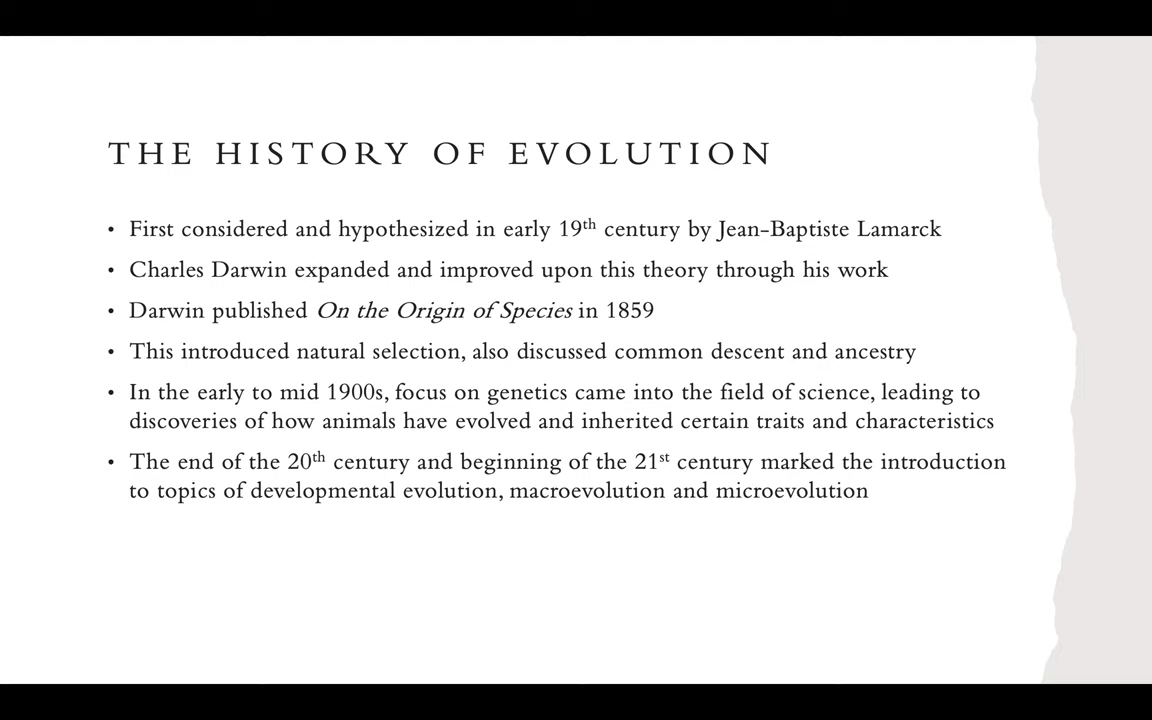 THE HISTORY OF EVOLUTION
• First considered and hypothesized in early 19th century by Jean-Baptiste Lamarck
• Charles Darwin expanded and improved upon this theory through his work
• Darwin published On the Origin of Species in 1859
• This introduced natural selection, also discussed common descent and ancestry
• In the early to mid 1900s, focus on genetics came into the field of science, leading to
discoveries of how animals have evolved and inherited certain traits and characteristics
• The end of the 20th century and beginning of the 21st century marked the introduction
to topics of developmental evolution, macroevolution and microevolution